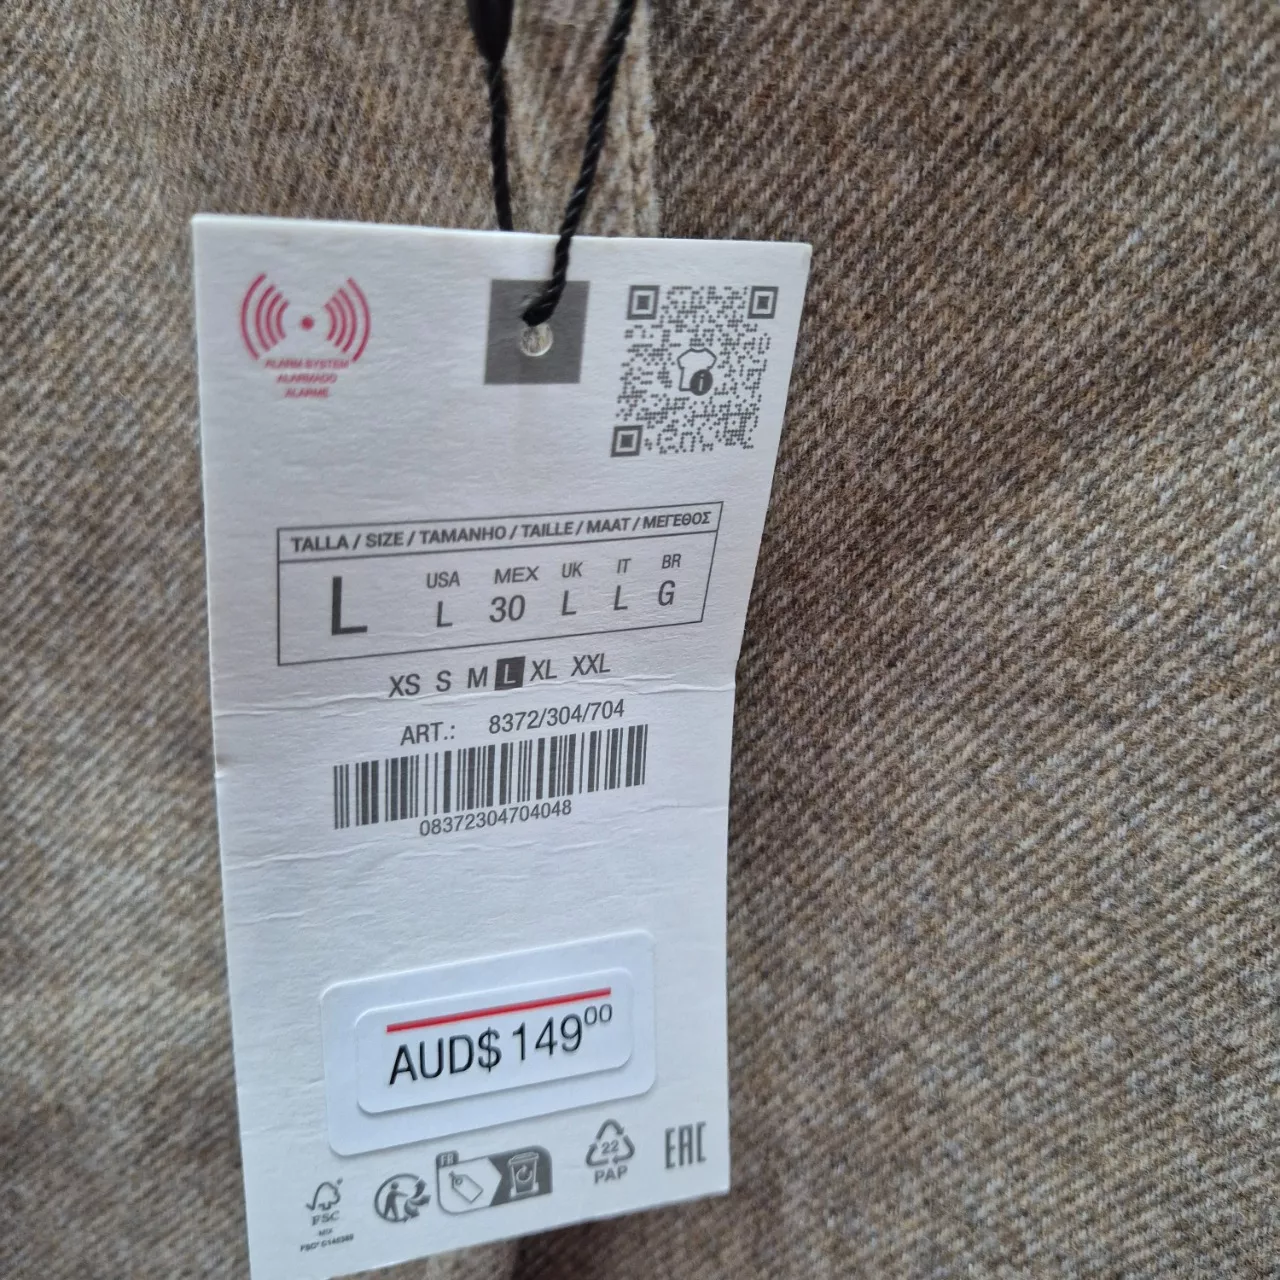 ALARM SYSTEM
ALARMADO
ALARME
TALLA / SIZE / TAMANHO / TAILLE / MAAT / ΜΕΓΕΘΟΣ
L
USA MEX UK IT BR
L 30 L L G
XS S M L XL XXL
ART.: 8372/304/704
08372304704048
AUD$ 149⁰⁰
FR
22
PAP
EAC
FSC